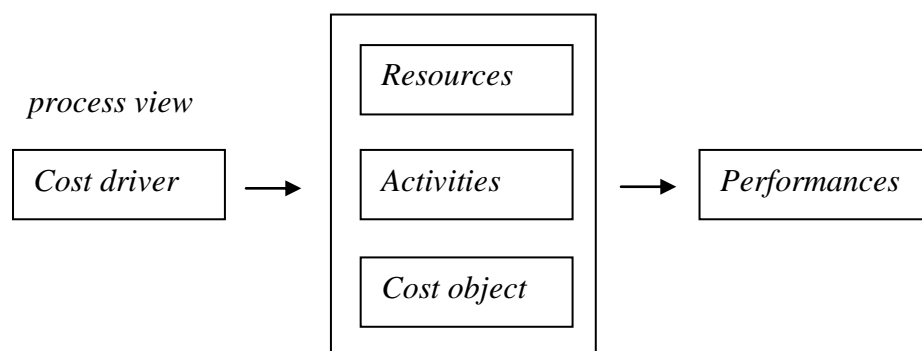 Resources
process view
Cost driver
Activities
Performances
Cost object